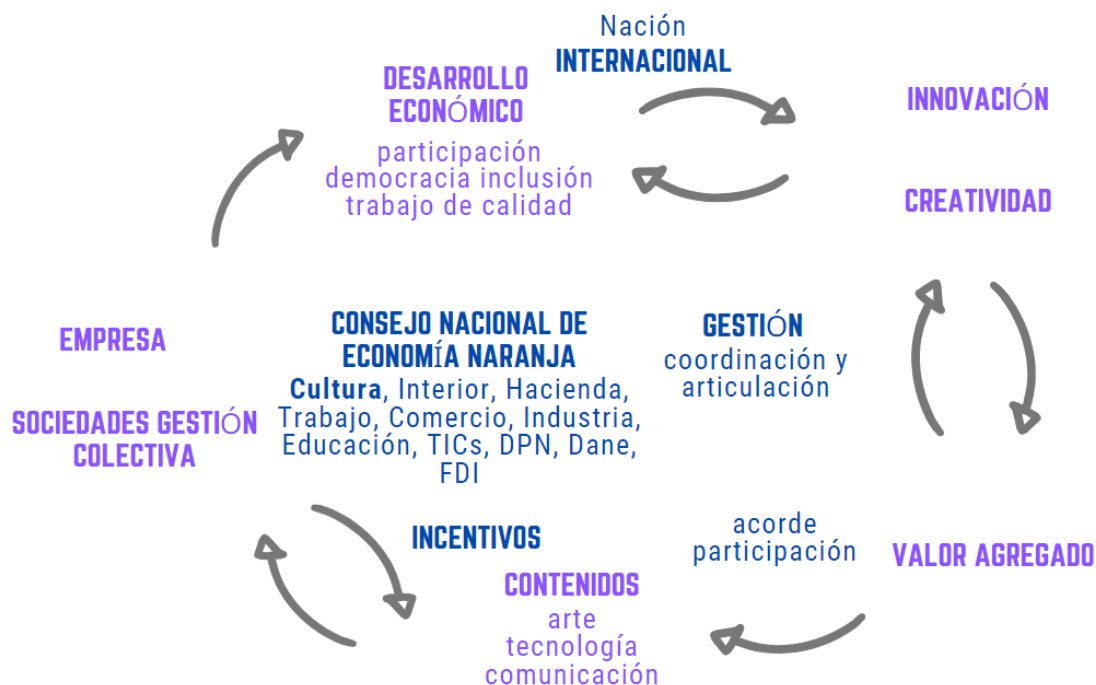 Nación
INTERNACIONAL
DESARROLLO
ECONÓMICO
participación
democracia inclusión
trabajo de calidad
INNOVACIÓN
CREATIVIDAD
EMPRESA
SOCIEDADES GESTIÓN
COLECTIVA
CONSEJO NACIONAL DE
ECONOMÍA NARANJA
Cultura, Interior, Hacienda,
Trabajo, Comercio, Industria,
Educación, TICs, DPN, Dane,
FDI
GESTIÓN
coordinación y
articulación
INCENTIVOS
acorde
participación
VALOR AGREGADO
CONTENIDOS
arte
tecnología
comunicación